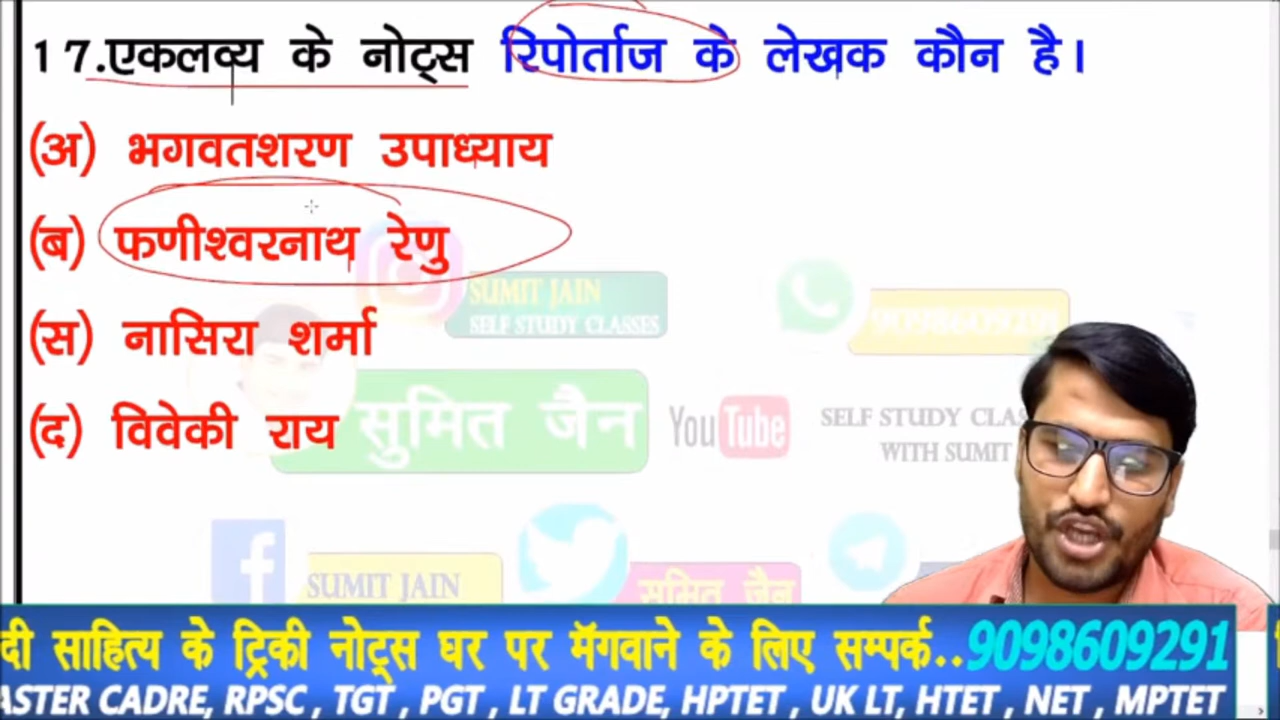 17.एकलव्य के नोट्स रिपोर्ताज के लेखक कौन है।
(अ) भगवतशरण उपाध्याय
(ब) फणीश्वरनाथ रेणु
(स) नासिरा शर्मा
(द) विवेकी राय
SUMIT JAIN
SELF STUDY CLASSES
9098609291
सुमित जैन
YouTube
SELF STUDY CLAS
WITH SUMIT
SUMIT JAIN
सुमित जैन
दी साहित्य के ट्रिकी नोट्स घर पर मॅगवाने के लिए सम्पर्क..9098609291
ASTER CADRE, RPSC , TGT , PGT , LT GRADE, HPTET , UK LT, HTET , NET , MPTET